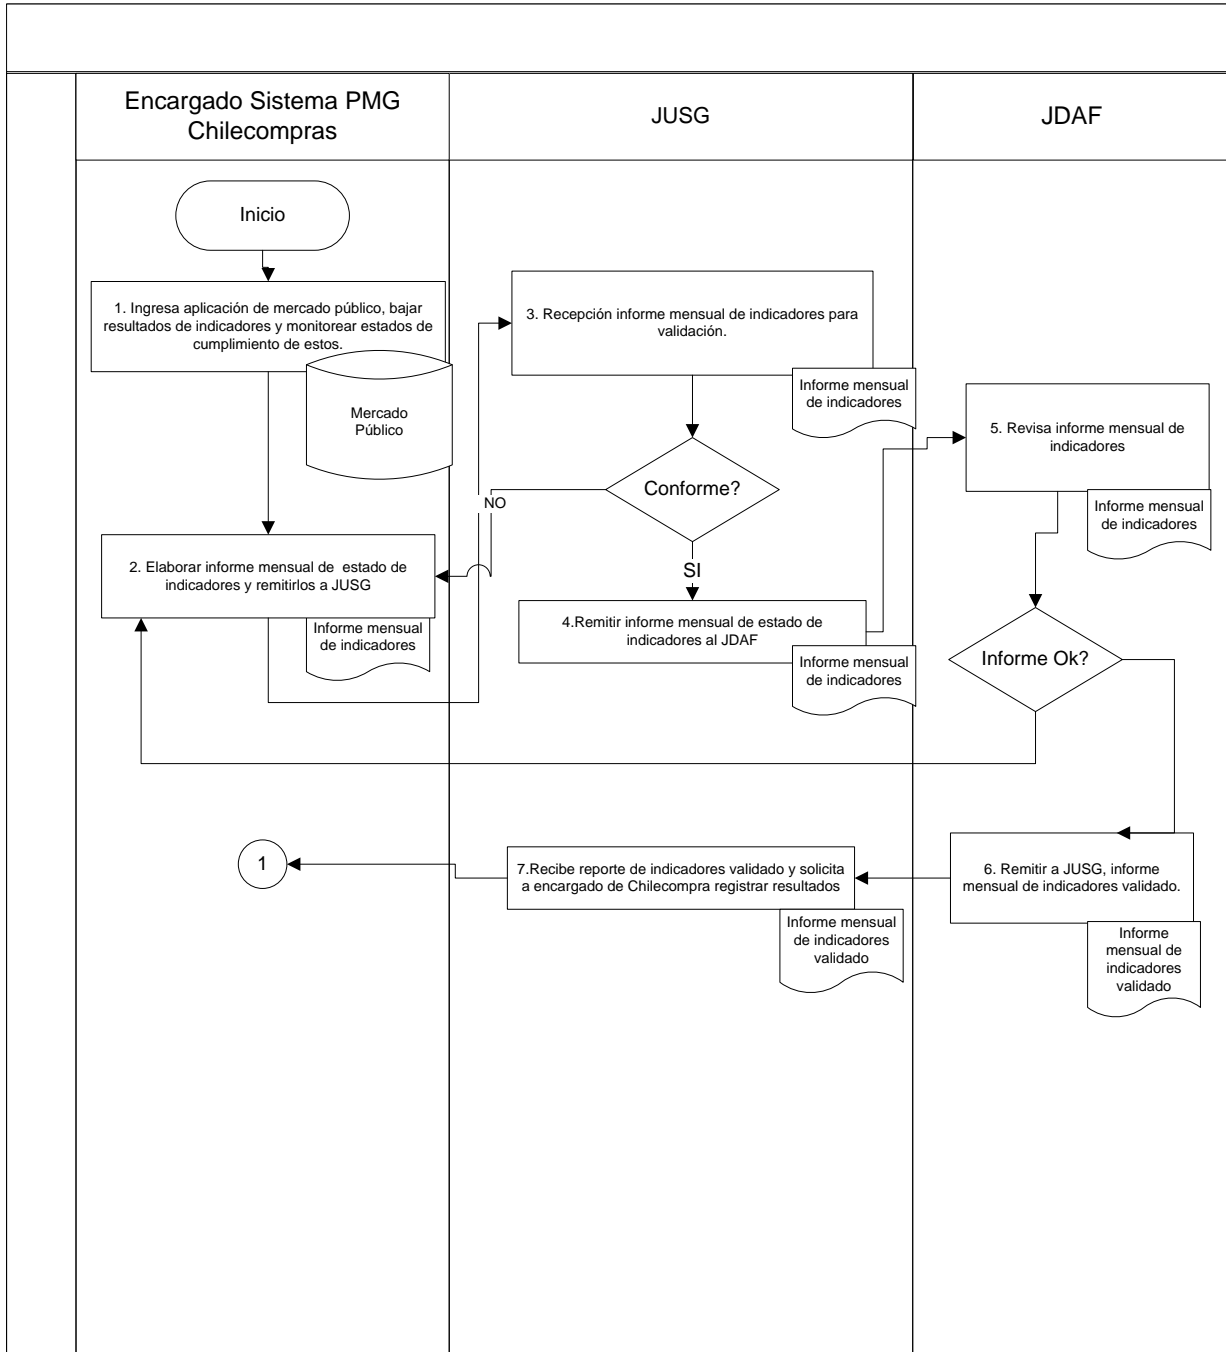 Encargado Sistema PMG
Chilecompras
JUSG
JDAF
Inicio
1. Ingresa aplicación de mercado público, bajar
resultados de indicadores y monitorear estados de
cumplimiento de estos.
Mercado
Público
3. Recepción informe mensual de indicadores para
validación.
Informe mensual
de indicadores
5. Revisa informe mensual de
indicadores
Informe mensual
de indicadores
Conforme?
NO
SI
2. Elaborar informe mensual de estado de
indicadores y remitirlos a JUSG
Informe mensual
de indicadores
4.Remitir informe mensual de estado de
indicadores al JDAF
Informe mensual
de indicadores
Informe Ok?
1
7.Recibe reporte de indicadores validado y solicita
a encargado de Chilecompra registrar resultados
Informe mensual
de indicadores
validado
6. Remitir a JUSG, informe
mensual de indicadores validado.
Informe
mensual de
indicadores
validado